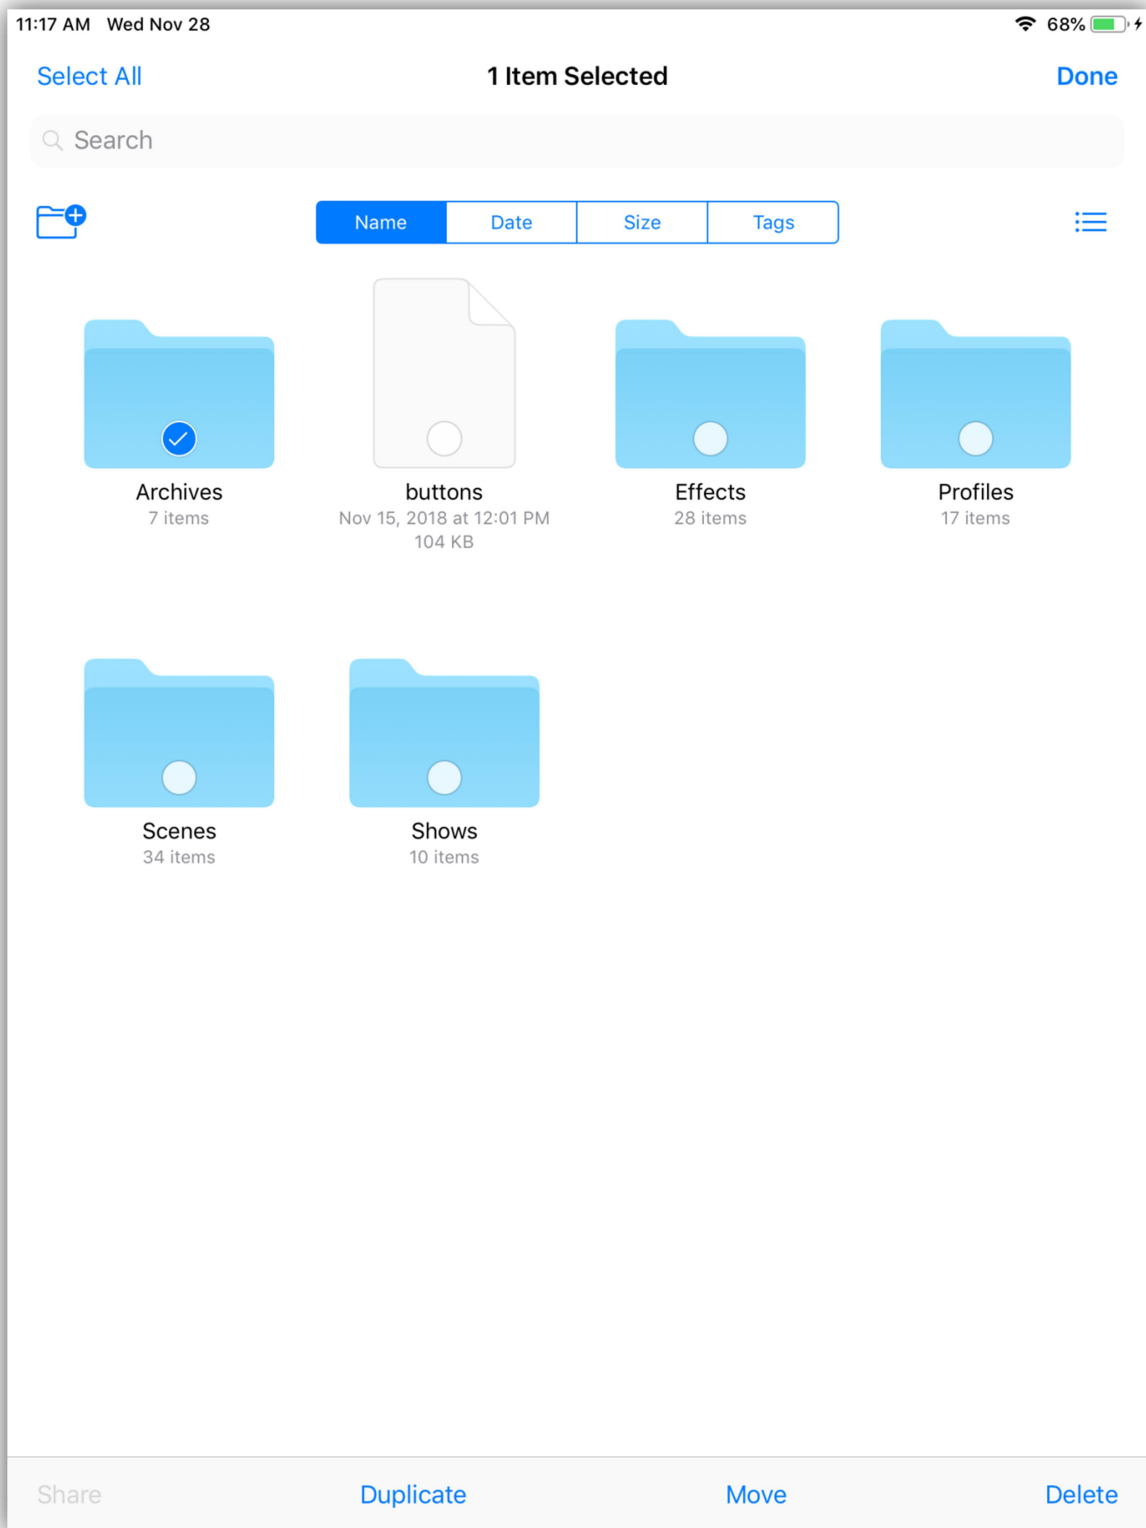 11:17 AM Wed Nov 28 68%
Select All 1 Item Selected Done
Search
Name Date Size Tags
Archives
7 items
buttons
Nov 15, 2018 at 12:01 PM
104 KB
Effects
28 items
Profiles
17 items
Scenes
34 items
Shows
10 items
Share Duplicate Move Delete